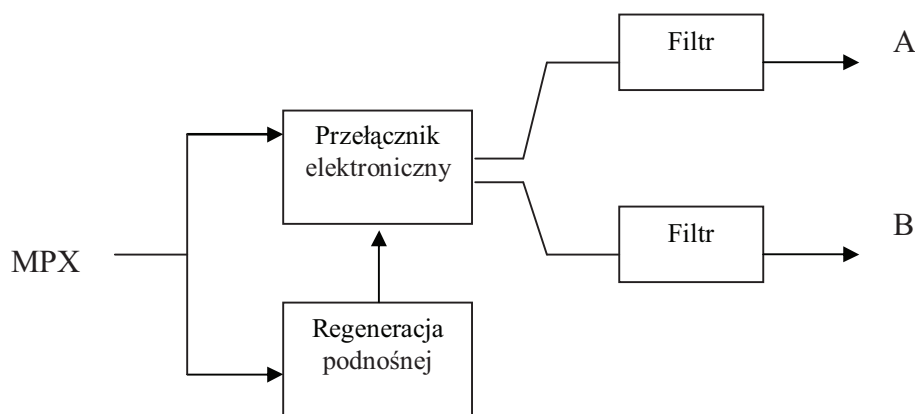 Filtr
A
Przełącznik
elektroniczny
Filtr
B
MPX
Regeneracja
podnośnej